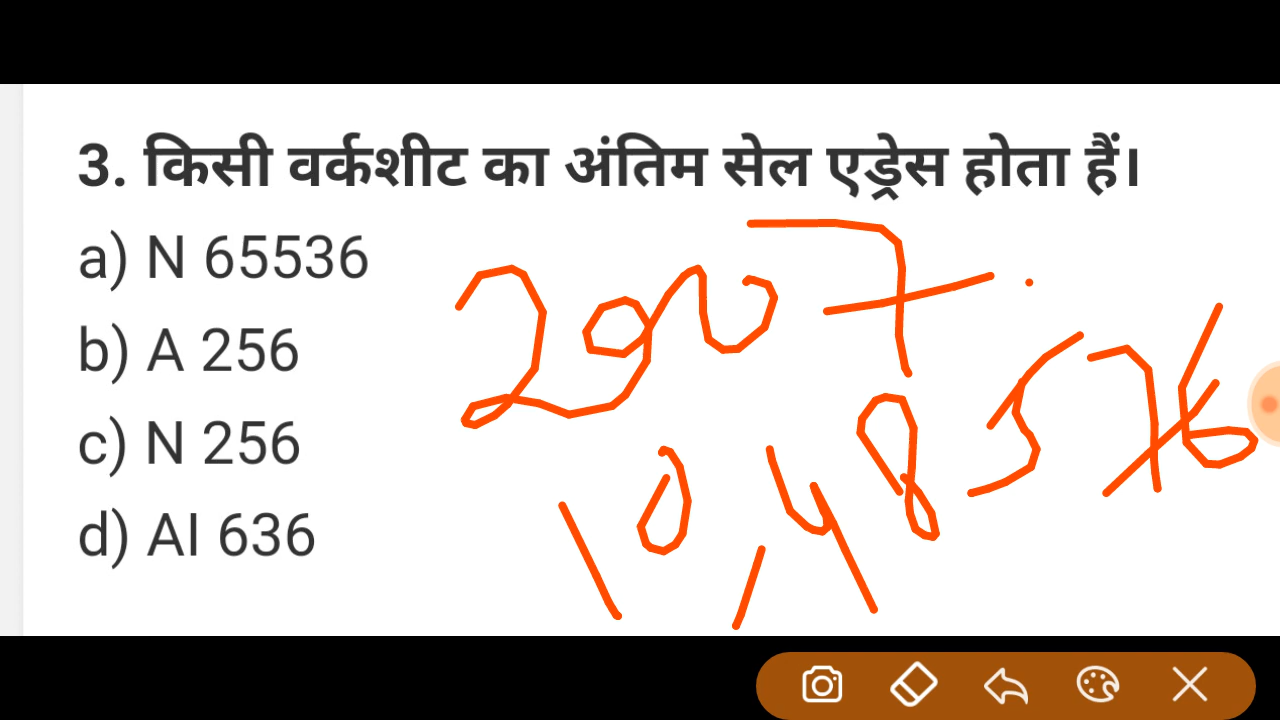 3. किसी वर्कशीट का अंतिम सेल एड्रेस होता हैं।
a) N 65536
b) A 256
c) N 256
d) AI 636
2007
10,48576